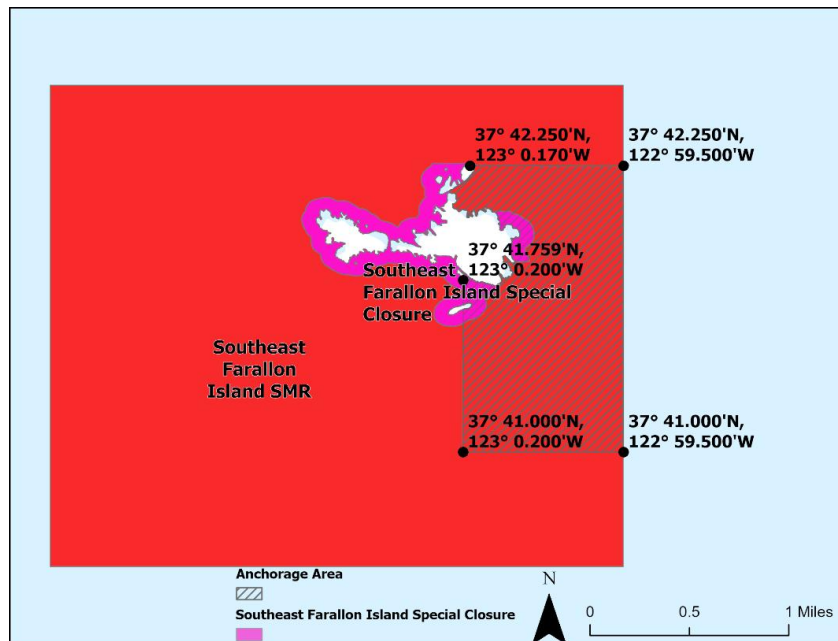 37° 42.250'N,
123° 0.170'W
37° 42.250'N,
122° 59.500'W
37° 41.759'N,
123° 0.200'W
Southeast
Farallon Island Special
Closure
Southeast
Farallon
Island SMR
37° 41.000'N,
123° 0.200'W
37° 41.000'N,
122° 59.500'W
Anchorage Area
Southeast Farallon Island Special Closure
N
0 0.5 1 Miles